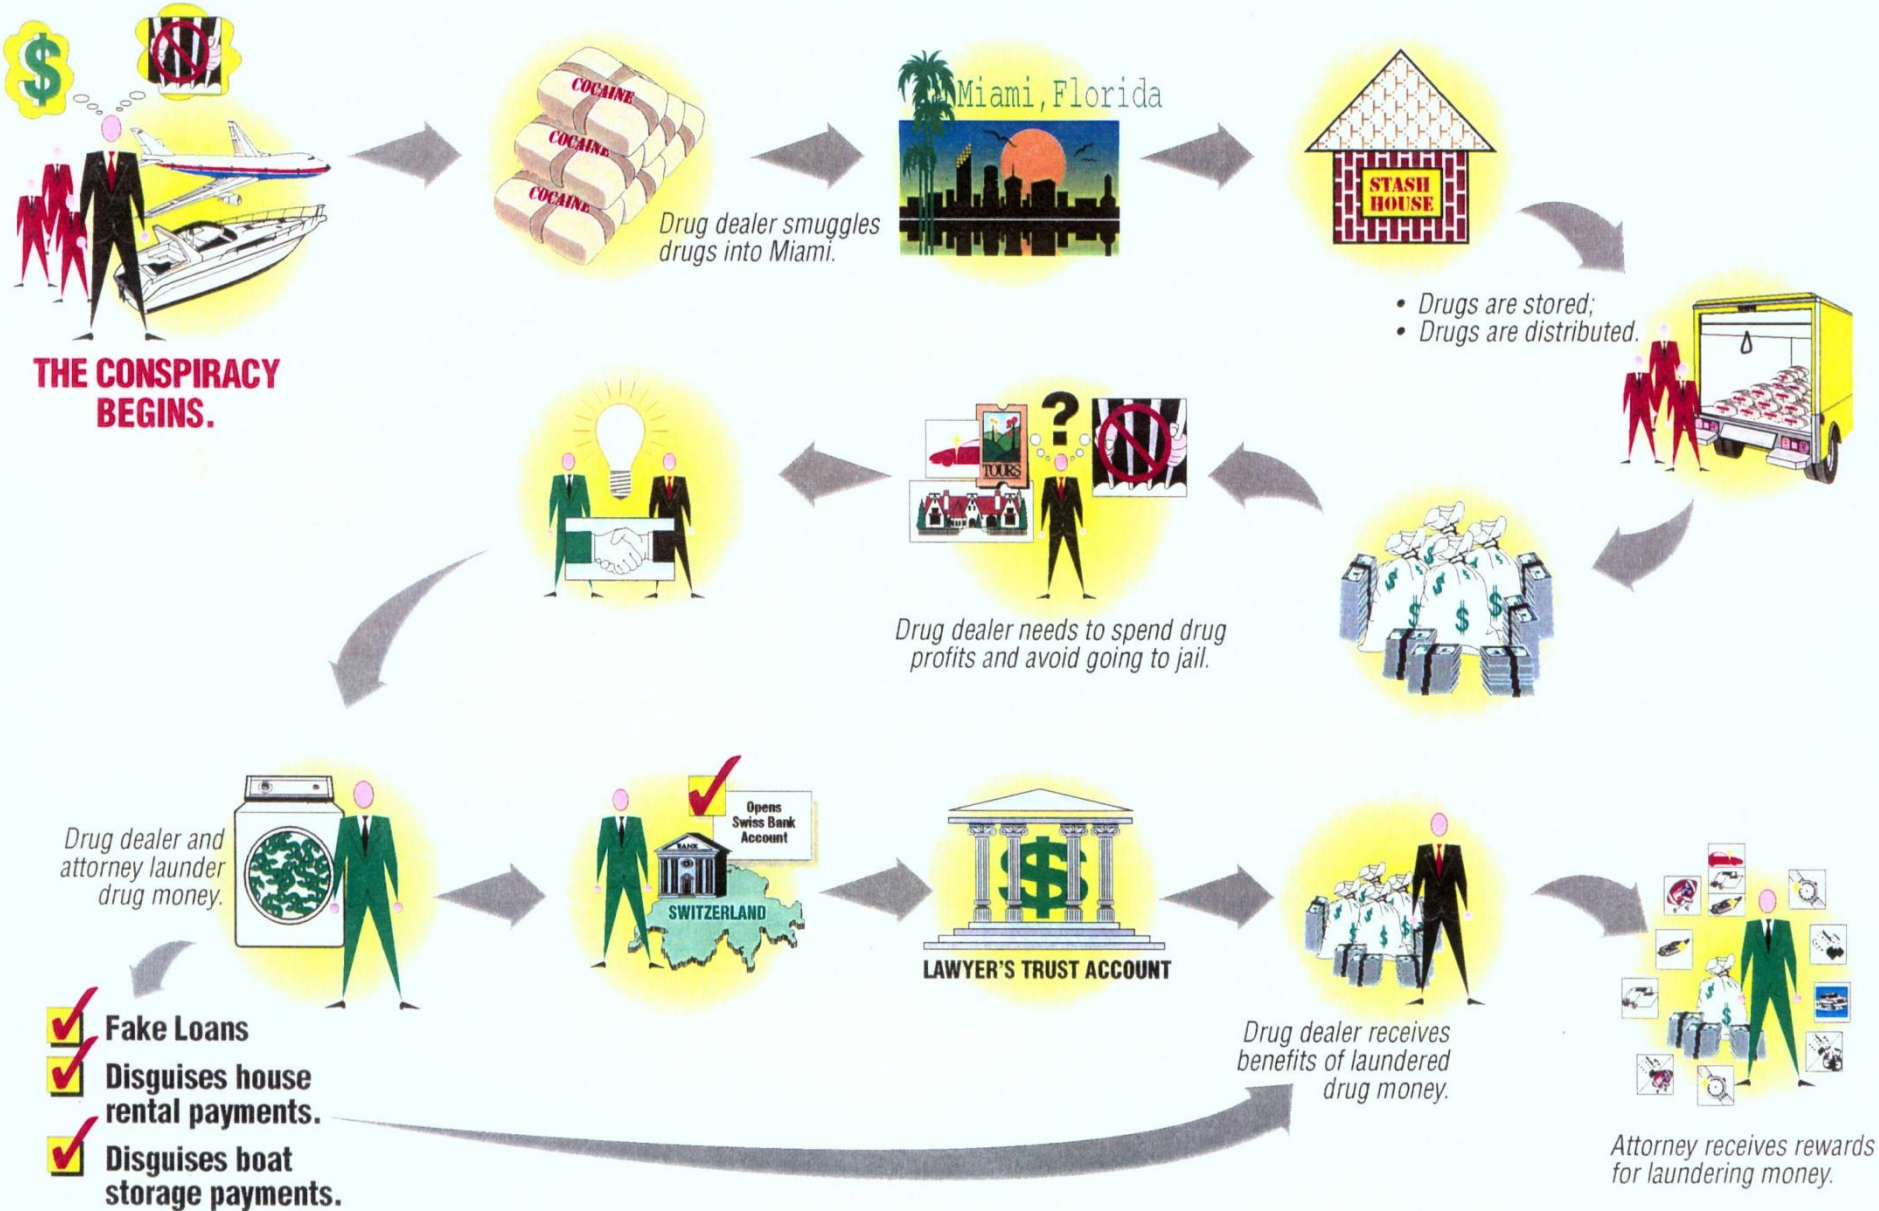 THE CONSPIRACY
BEGINS.
COCAINE
COCAINE
COCAINE
Drug dealer smuggles
drugs into Miami.
Miami, Florida
STASH
HOUSE
• Drugs are stored;
• Drugs are distributed.
$
$
$
$
TOURS
?
Drug dealer needs to spend drug
profits and avoid going to jail.
Drug dealer and
attorney launder
drug money.
Fake Loans
Disguises house
rental payments.
Disguises boat
storage payments.
Opens
Swiss Bank
Account
BANK
SWITZERLAND
$
LAWYER'S TRUST ACCOUNT
Drug dealer receives
benefits of laundered
drug money.
Attorney receives rewards
for laundering money.